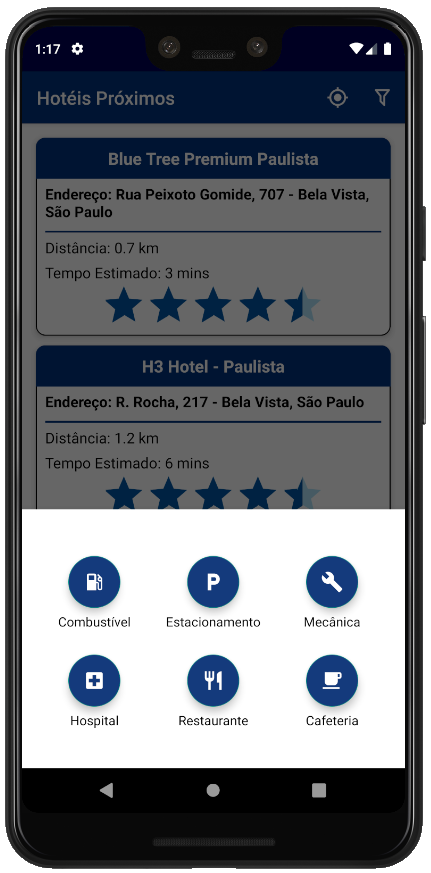 1:17
Hotéis Próximos
Blue Tree Premium Paulista
Endereço: Rua Peixoto Gomide, 707 - Bela Vista,
São Paulo
Distância: 0.7 km
Tempo Estimado: 3 mins
H3 Hotel - Paulista
Endereço: R. Rocha, 217 - Bela Vista, São Paulo
Distância: 1.2 km
Tempo Estimado: 6 mins
P
Combustível Estacionamento Mecânica
Hospital Restaurante Cafeteria